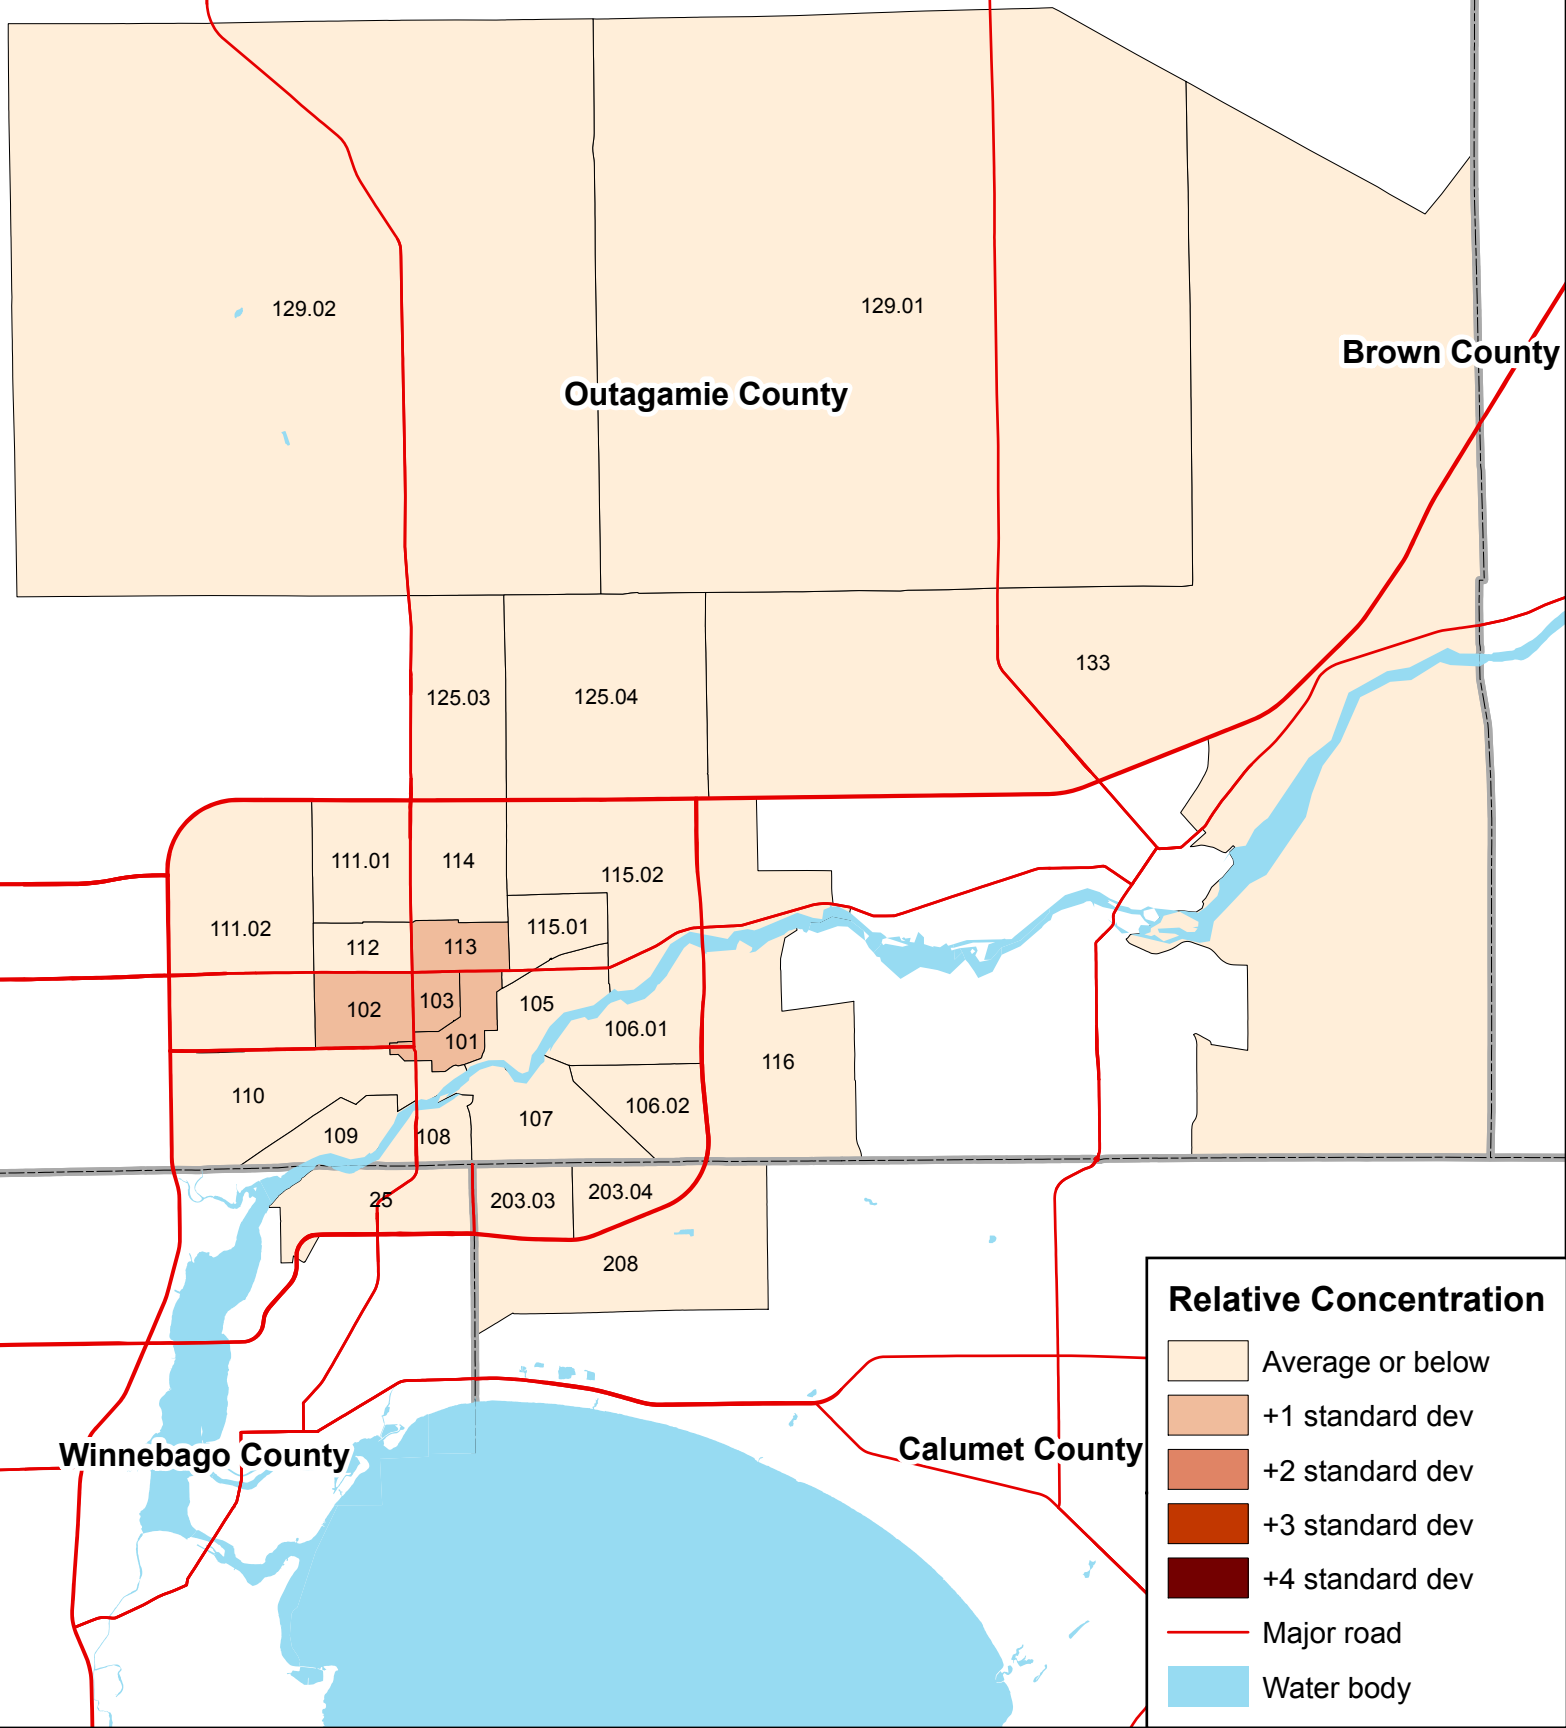 129.02
129.01
Brown County
Outagamie County
133
125.03
125.04
111.01
114
115.02
111.02
115.01
112
113
102
103
105
106.01
101
116
110
106.02
107
109
108
25
203.03
203.04
208
Relative Concentration
Average or below
+1 standard dev
Winnebago County
Calumet County
+2 standard dev
+3 standard dev
+4 standard dev
Major road
Water body